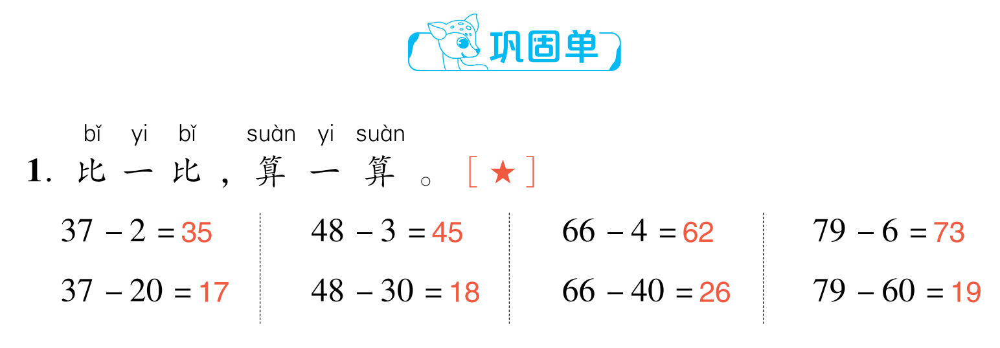 巩固单
bǐ yi bǐ suàn yi suàn
1. 比一比，算一算。[★]
37－2＝35 48－3＝45 66－4＝62 79－6＝73
37－20＝17 48－30＝18 66－40＝26 79－60＝19